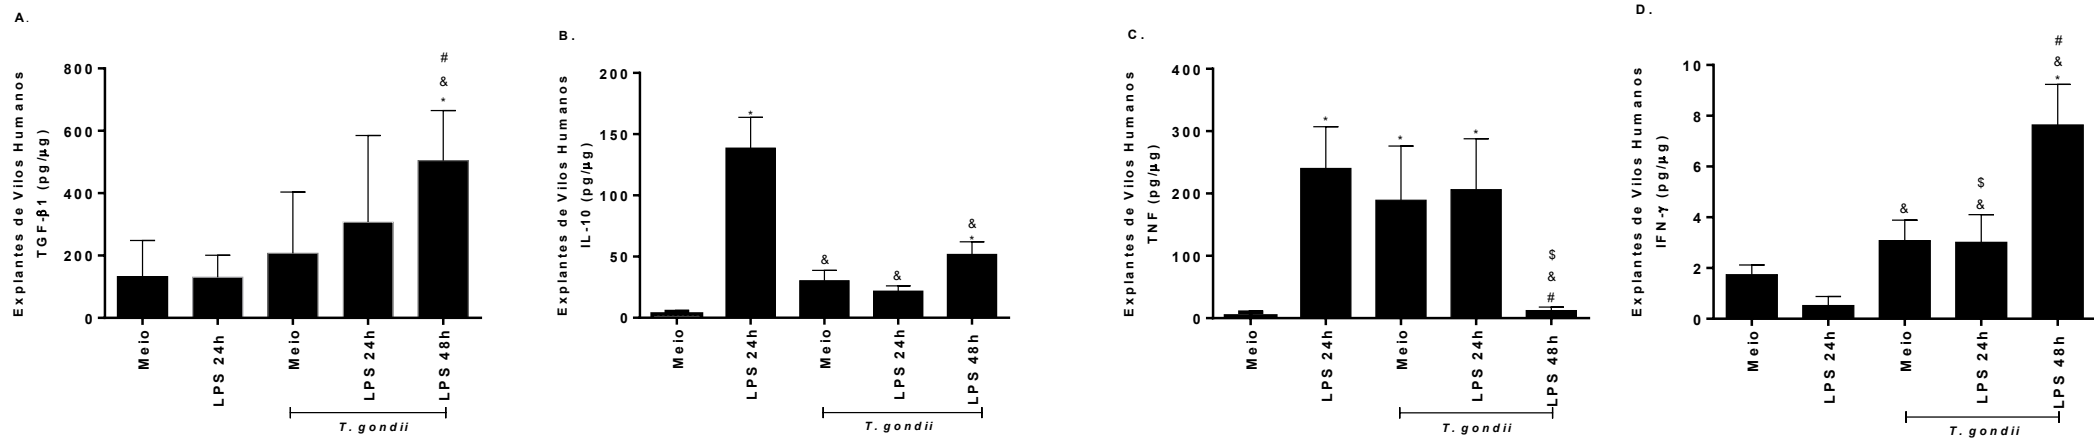 A.
Explantes de Vilos Humanos
TGF-β1 (pg/µg)
800
600
400
200
0
#
&
*
Meio
LPS 24h
Meio
LPS 24h
LPS 48h
T. gondii
B.
Explantes de Vilos Humanos
IL-10 (pg/µg)
200
150
100
50
0
*
&
&
&
*
Meio
LPS 24h
Meio
LPS 24h
LPS 48h
T. gondii
C.
Explantes de Vilos Humanos
TNF (pg/µg)
400
300
200
100
0
*
*
*
$
&
#
Meio
LPS 24h
Meio
LPS 24h
LPS 48h
T. gondii
D.
Explantes de Vilos Humanos
IFN-γ (pg/µg)
10
8
6
4
2
0
&
$
&
#
&
*
Meio
LPS 24h
Meio
LPS 24h
LPS 48h
T. gondii